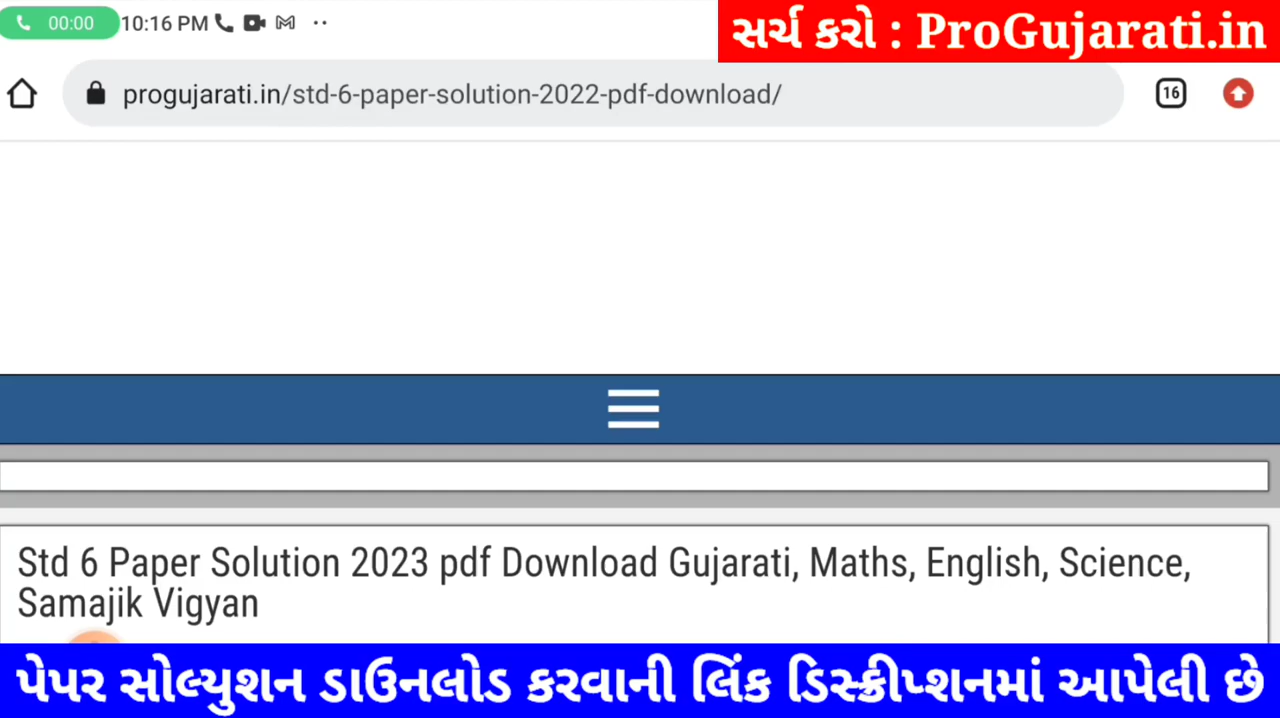 00:00 10:16 PM
સર્ચ કરો : ProGujarati.in
progujarati.in/std-6-paper-solution-2022-pdf-download/
16
Std 6 Paper Solution 2023 pdf Download Gujarati, Maths, English, Science,
Samajik Vigyan
પેપર સોલ્યુશન ડાઉનલોડ કરવાની લિંક ડિસ્ક્રીપ્શનમાં આપેલી છે